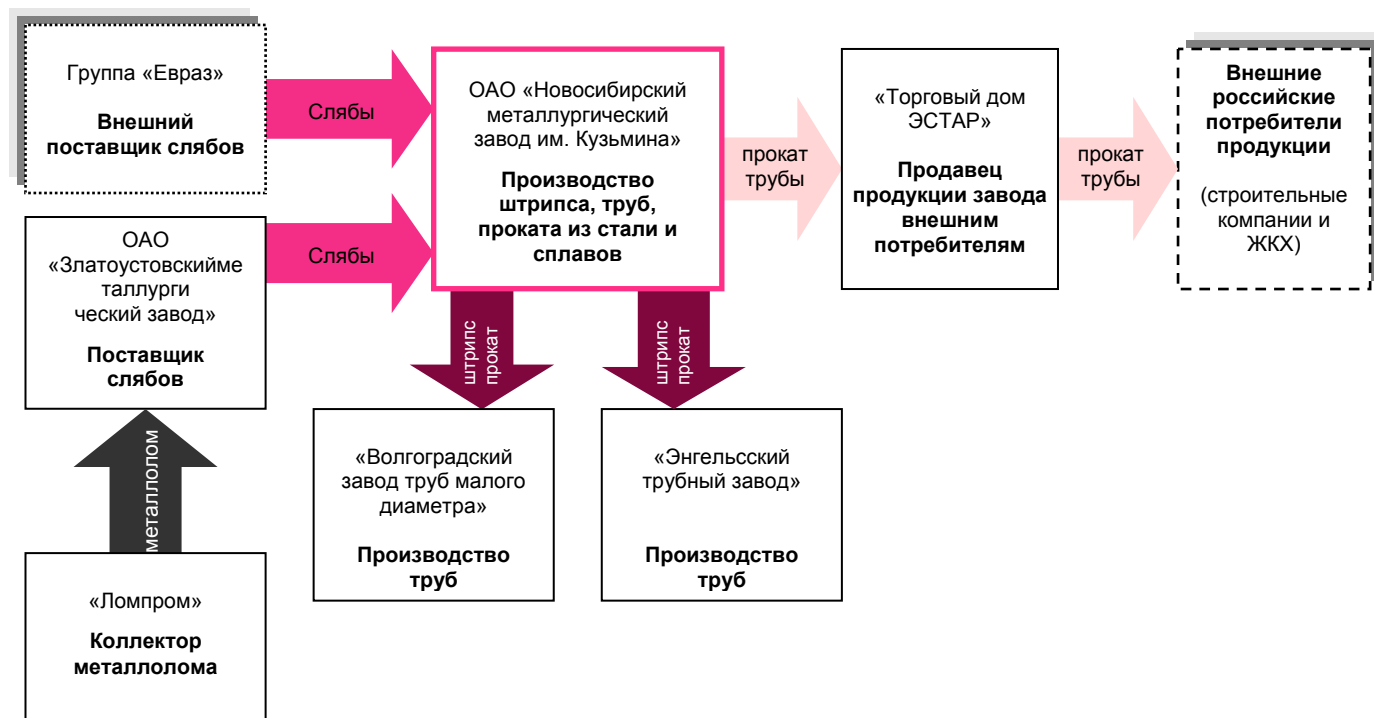 Группа «Евраз»
Внешний
поставщик слябов
Слябы
ОАО «Новосибирский
металлургический
завод им. Кузьмина»
Производство
штрипса, труб,
проката из стали и
сплавов
прокат
трубы
«Торговый дом
ЭСТАР»
Продавец
продукции завода
внешним
потребителям
прокат
трубы
Внешние
российские
потребители
продукции
(строительные
компании и
ЖКХ)
ОАО
«Златоустовскийме
таллурги
ческий завод»
Поставщик
слябов
Слябы
штрипс
прокат
штрипс
прокат
металлолом
«Волгоградский
завод труб малого
диаметра»
Производство
труб
«Энгельсский
трубный завод»
Производство
труб
«Ломпром»
Коллектор
металлолома